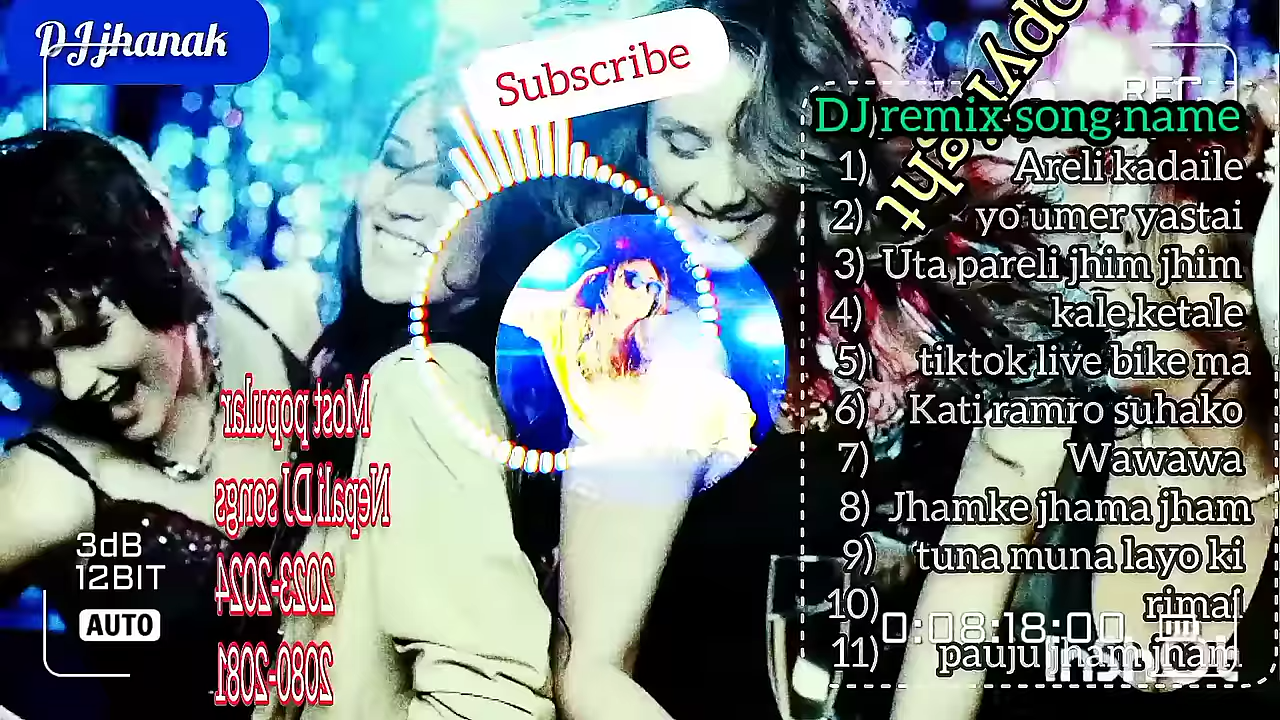 DJjhanak
Subscribe
Copyright
REC
DJ remix song name
1) Areli kadaile
2) yo umer yastai
3) Uta pareli jhim jhim
4) kale ketale
5) tiktok live bike ma
6) Kati ramro suhako
7) Wawawa
8) Jhamke jhama jham
9) tuna muna layo ki
10) rimai
11) pauju jham jham
Most popular
Nepali DJ songs
2023-2024
2080-2081
3dB
12BIT
AUTO
0:08:18:00
InShOt